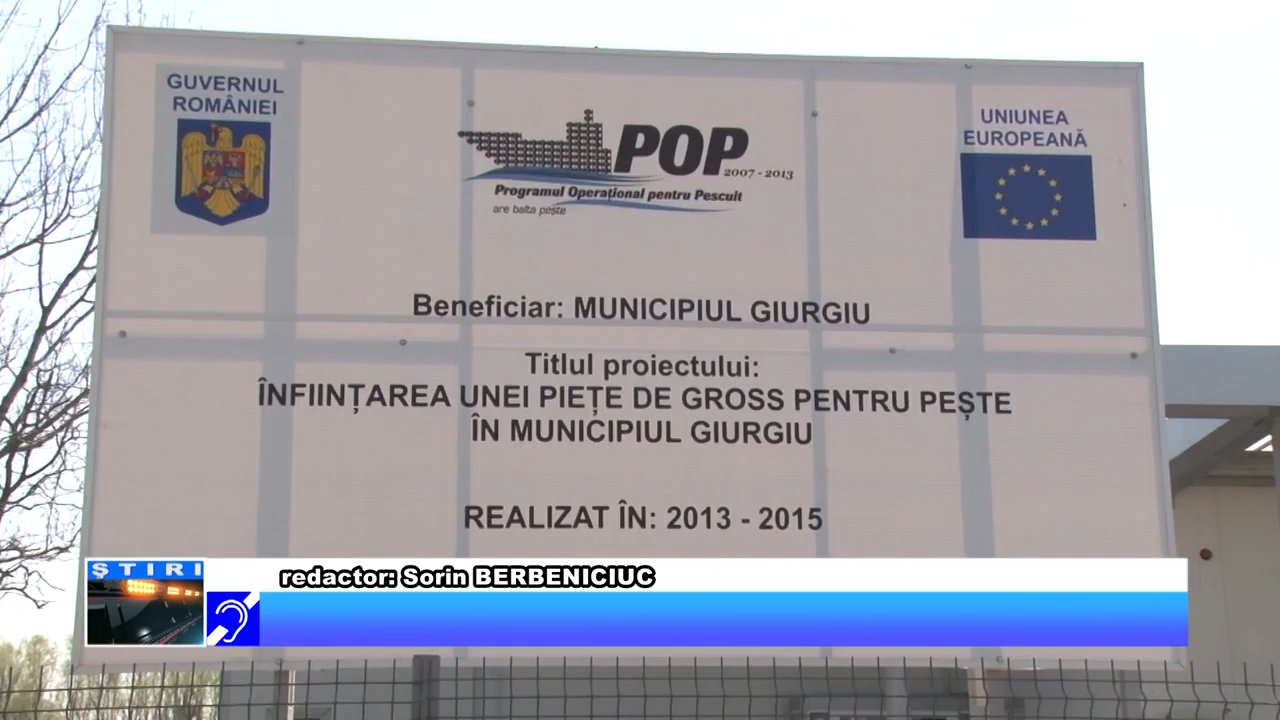 GUVERNUL
ROMÂNIEI
POP
2007 - 2013
Programul Operațional pentru Pescuit
are balta pește
UNIUNEA
EUROPEANĂ
Beneficiar: MUNICIPIUL GIURGIU
Titlul proiectului:
ÎNFIINȚAREA UNEI PIEȚE DE GROSS PENTRU PEȘTE
ÎN MUNICIPIUL GIURGIU
REALIZAT ÎN: 2013 - 2015
ȘTIRI
redactor: Sorin BERBENICIUC